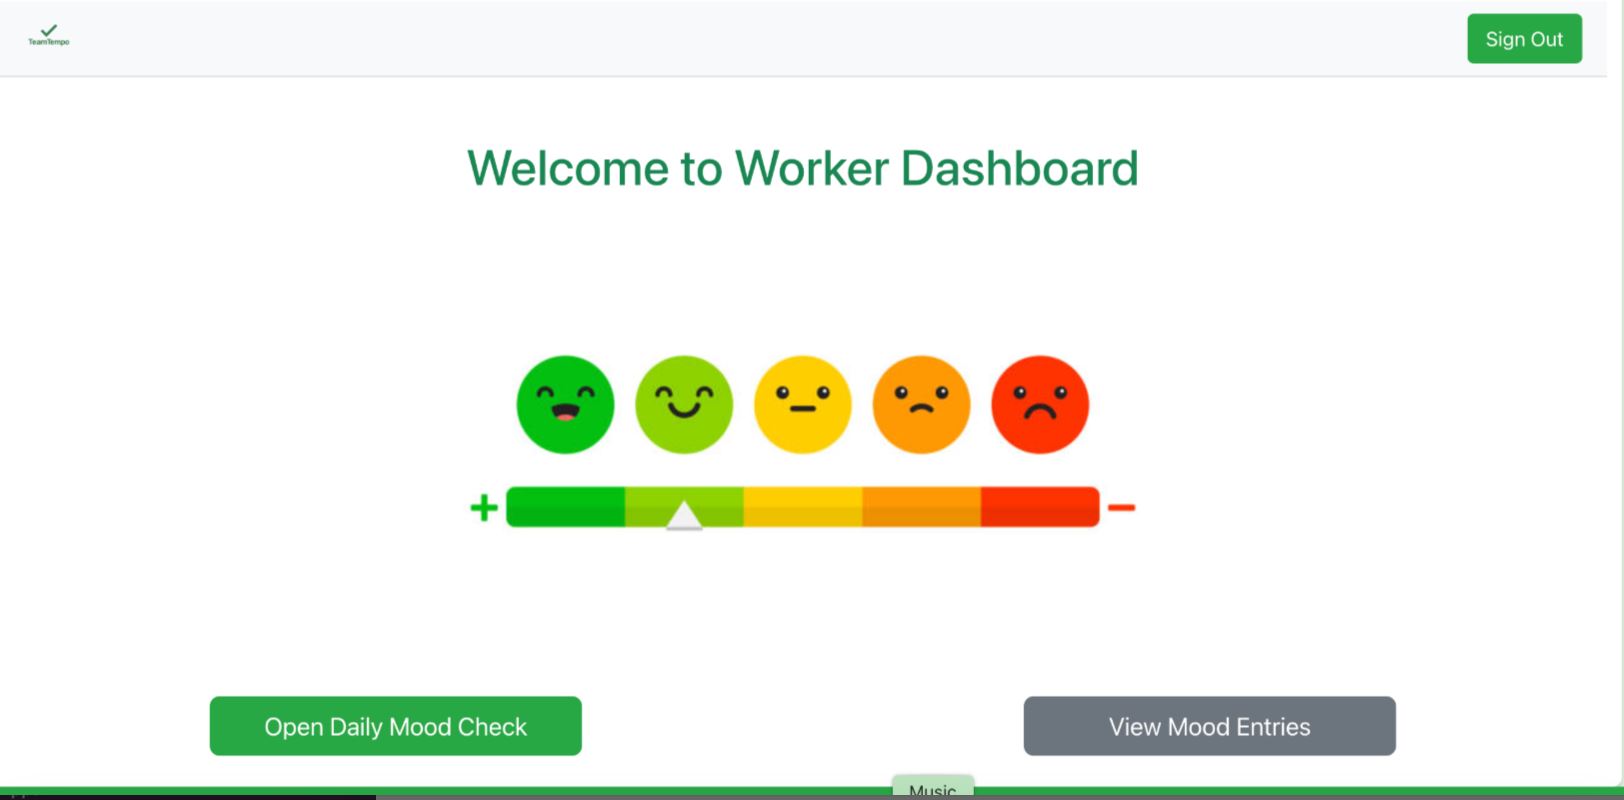 TeamTempo
Sign Out
Welcome to Worker Dashboard
Open Daily Mood Check
View Mood Entries
Music